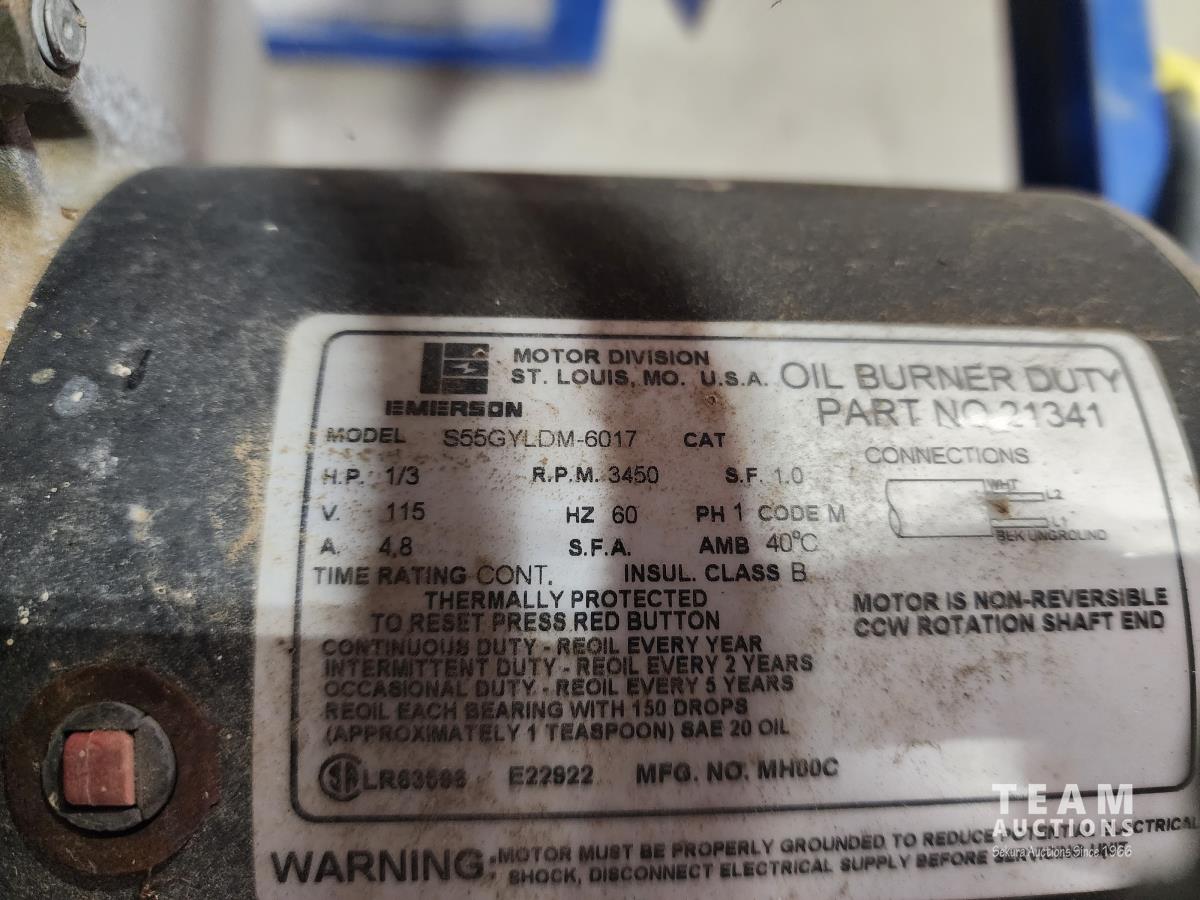 MOTOR DIVISION
ST. LOUIS, MO. U.S.A.
EMERSON
OIL BURNER DUTY
PART NO. 21341
MODEL S55GYLDM-6017 CAT
H.P. 1/3 R.P.M. 3450 S.F. 1.0
V. 115 HZ 60 PH 1 CODE M
A. 4.8 S.F.A. AMB 40°C
TIME RATING CONT. INSUL. CLASS B
CONNECTIONS
WHT
L2
L1
BLK UNGROUND
THERMALLY PROTECTED
TO RESET PRESS RED BUTTON
CONTINUOUS DUTY - REOIL EVERY YEAR
INTERMITTENT DUTY - REOIL EVERY 2 YEARS
OCCASIONAL DUTY - REOIL EVERY 5 YEARS
REOIL EACH BEARING WITH 150 DROPS
(APPROXIMATELY 1 TEASPOON) SAE 20 OIL
MOTOR IS NON-REVERSIBLE
CCW ROTATION SHAFT END
E22922 MFG. NO. MH00C
WARNING: MOTOR MUST BE PROPERLY GROUNDED TO REDUCE POTENTIAL ELECTRICAL
SHOCK, DISCONNECT ELECTRICAL SUPPLY BEFORE
TEAM
AUCTIONS
Sekura Auctions Since 1966